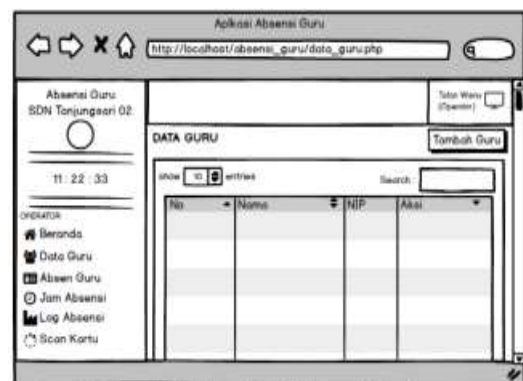 Aplikasi Absensi Guru
http://localhost/absensi_guru/data_guru.php
Absensi Guru
SDN Tanjungsari 02
11 : 22 : 33
OPERATOR
Beranda
Data Guru
Absen Guru
Jam Absensi
Log Absensi
Scan Kartu
(Operator)
DATA GURU
Tambah Guru
show 10 entries
Search :
No Nama NIP Aksi